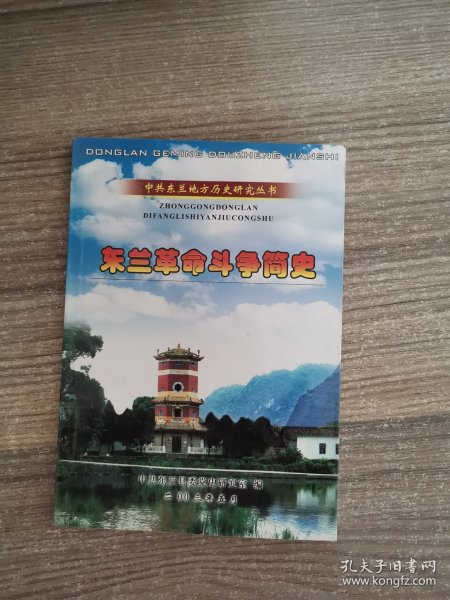 DONGLAN GEMING DOUZHENG JIANSHI
中共东兰地方历史研究丛书
ZHONGGONGDONGLAN
DIFANGLISHIYANJIUCONGSHU
东兰革命斗争简史
中共东兰县委党史研究室 编
二00三年五月
孔夫子旧书网
www.kongfz.com